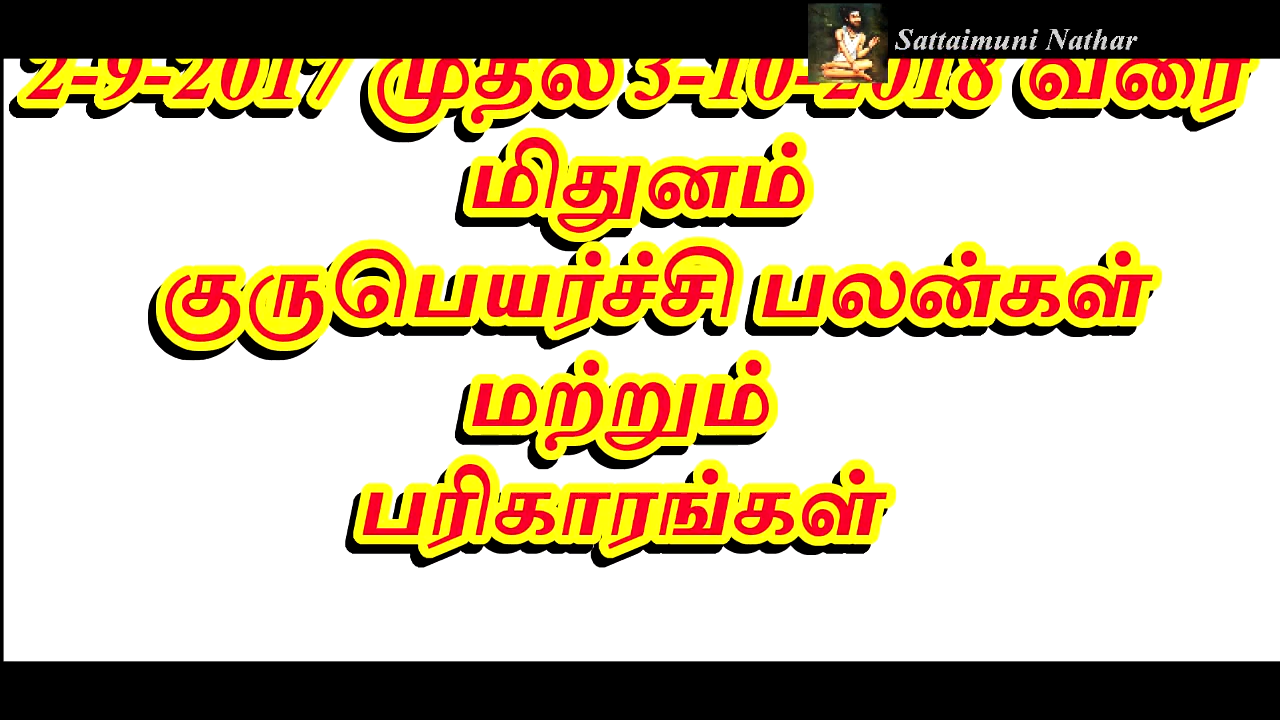 Sattaimuni Nathar
2-9-2017 முதல் 3-10-2018 வரை
மிதுனம்
குருபெயர்ச்சி பலன்கள்
மற்றும்
பரிகாரங்கள்